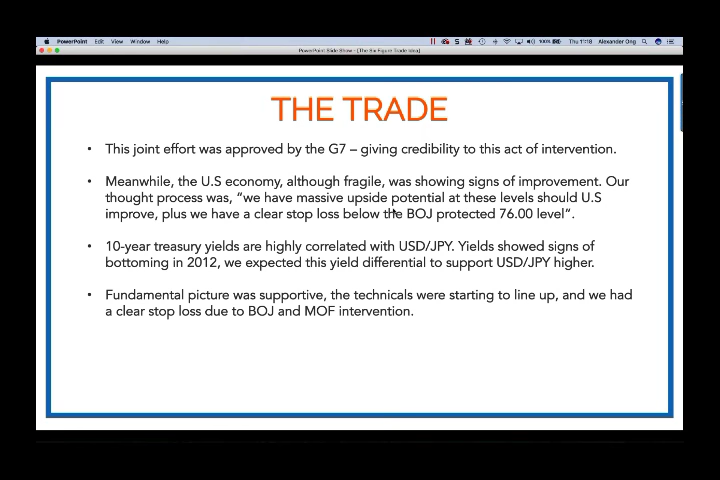 PowerPoint Edit View Window Help
100% Thu 11:18 Alexander Ong
PowerPoint Slide Show - [The Six Figure Trade Idea]
THE TRADE
• This joint effort was approved by the G7 – giving credibility to this act of intervention.
• Meanwhile, the U.S economy, although fragile, was showing signs of improvement. Our
thought process was, “we have massive upside potential at these levels should U.S
improve, plus we have a clear stop loss below the BOJ protected 76.00 level”.
• 10-year treasury yields are highly correlated with USD/JPY. Yields showed signs of
bottoming in 2012, we expected this yield differential to support USD/JPY higher.
• Fundamental picture was supportive, the technicals were starting to line up, and we had
a clear stop loss due to BOJ and MOF intervention.